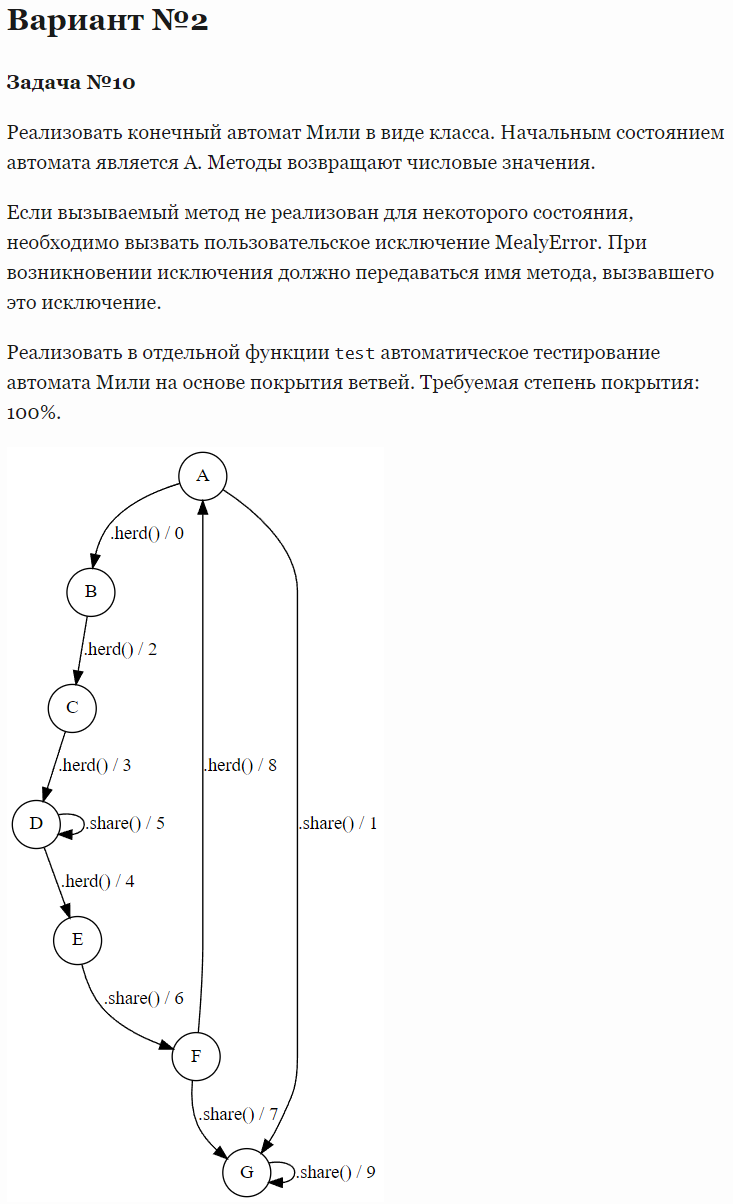 Вариант №2
Задача №10
Реализовать конечный автомат Мили в виде класса. Начальным состоянием
автомата является A. Методы возвращают числовые значения.
Если вызываемый метод не реализован для некоторого состояния,
необходимо вызвать пользовательское исключение MealyError. При
возникновении исключения должно передаваться имя метода, вызвавшего
это исключение.
Реализовать в отдельной функции test автоматическое тестирование
автомата Мили на основе покрытия ветвей. Требуемая степень покрытия:
100%.
A
.herd() / 0
B
.herd() / 2
C
.herd() / 3
.herd() / 8
D
.share() / 5
.share() / 1
.herd() / 4
E
.share() / 6
F
.share() / 7
G
.share() / 9